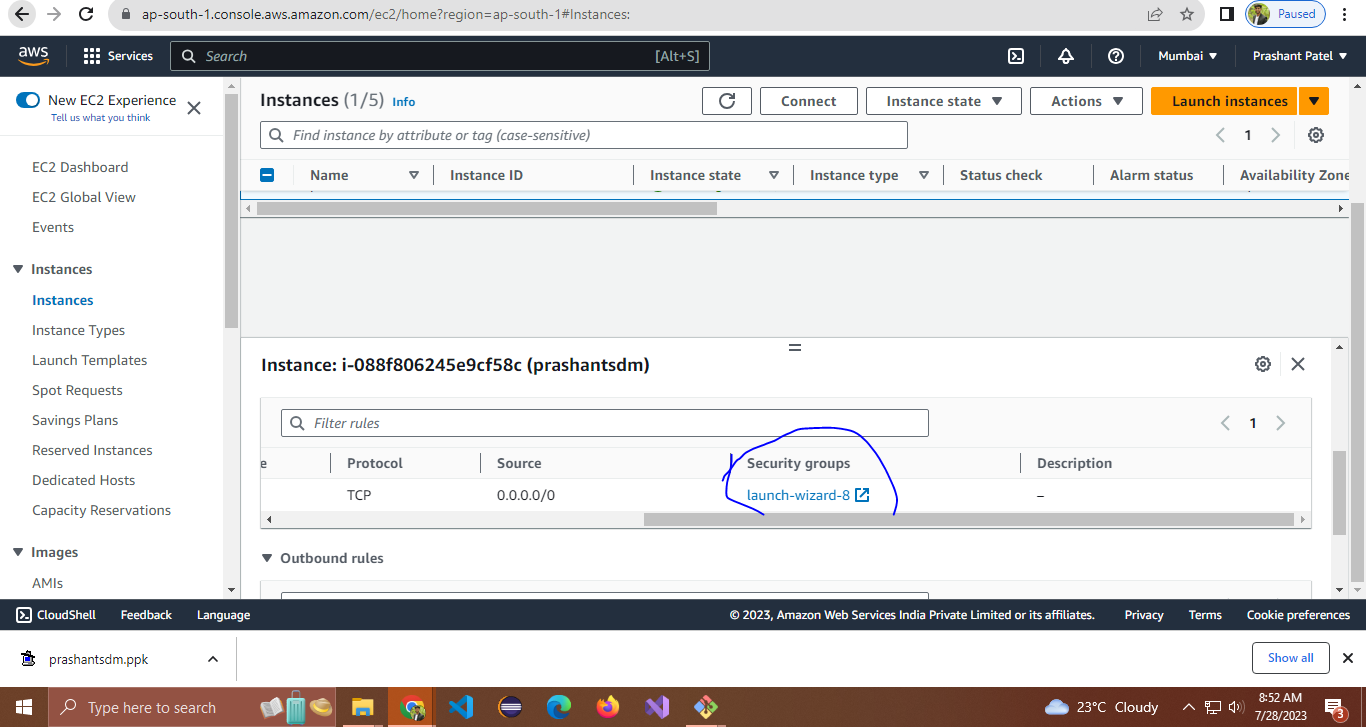 ap-south-1.console.aws.amazon.com/ec2/home?region=ap-south-1#Instances:
Paused
aws
Services
Search
[Alt+S]
Mumbai
Prashant Patel
New EC2 Experience
Tell us what you think
EC2 Dashboard
EC2 Global View
Events
Instances
Instances
Instance Types
Launch Templates
Spot Requests
Savings Plans
Reserved Instances
Dedicated Hosts
Capacity Reservations
Images
AMIs
Instances (1/5) Info
Connect
Instance state
Actions
Launch instances
Find instance by attribute or tag (case-sensitive)
1
Name Instance ID Instance state Instance type Status check Alarm status Availability Zone
Instance: i-088f806245e9cf58c (prashantsdm)
Filter rules
1
e Protocol Source Security groups Description
TCP 0.0.0.0/0 launch-wizard-8 –
Outbound rules
CloudShell Feedback Language © 2023, Amazon Web Services India Private Limited or its affiliates. Privacy Terms Cookie preferences
prashantsdm.ppk
Show all
Type here to search
23°C Cloudy
8:52 AM
7/28/2023
3